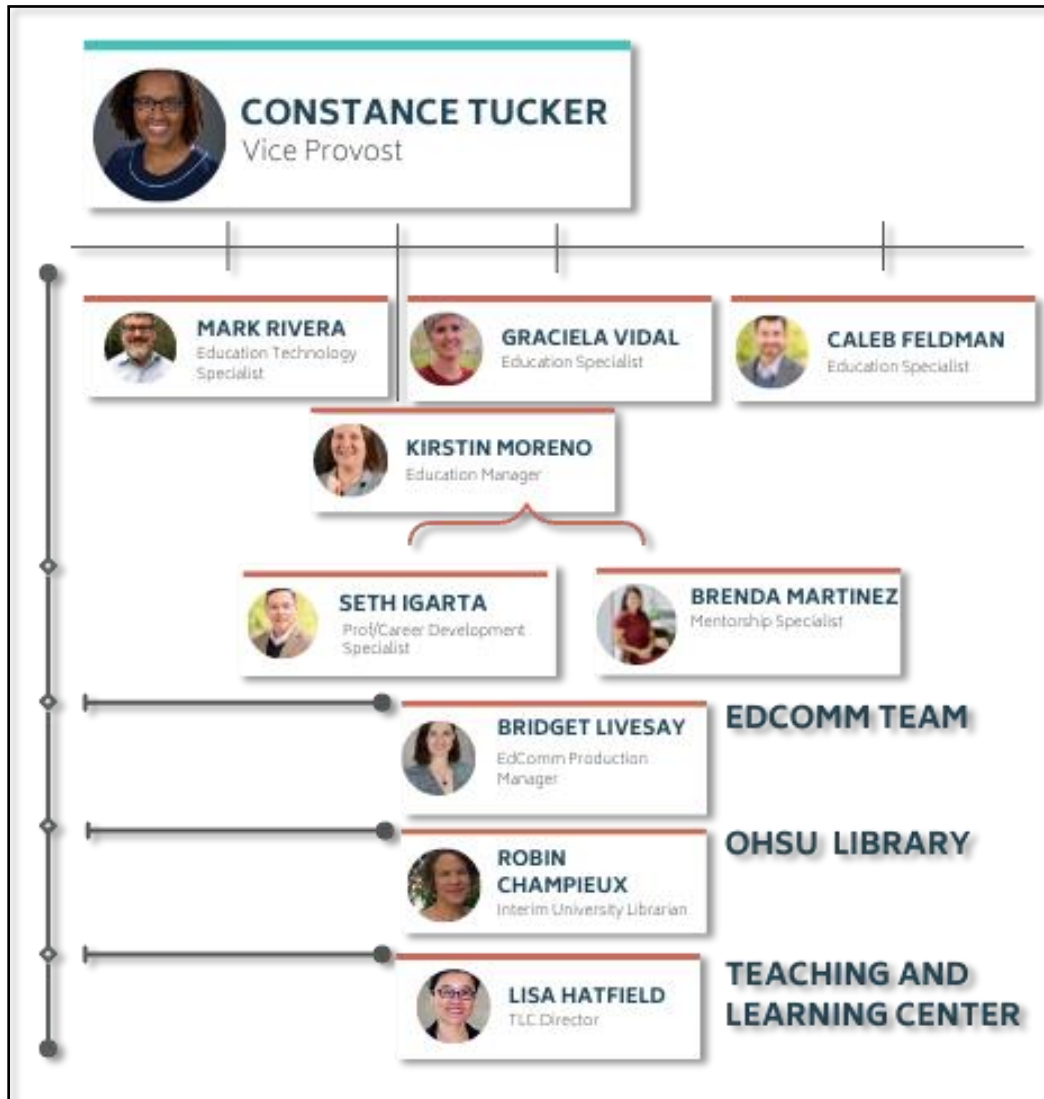 CONSTANCE TUCKER
Vice Provost
MARK RIVERA
Education Technology
Specialist
GRACIELA VIDAL
Education Specialist
CALEB FELDMAN
Education Specialist
KIRSTIN MORENO
Education Manager
SETH IGARTA
Prof/Career Development
Specialist
BRENDA MARTINEZ
Mentorship Specialist
BRIDGET LIVESAY
EdComm Production
Manager
EDCOMM TEAM
ROBIN
CHAMPIEUX
Interim University Librarian
OHSU LIBRARY
LISA HATFIELD
TLC Director
TEACHING AND
LEARNING CENTER